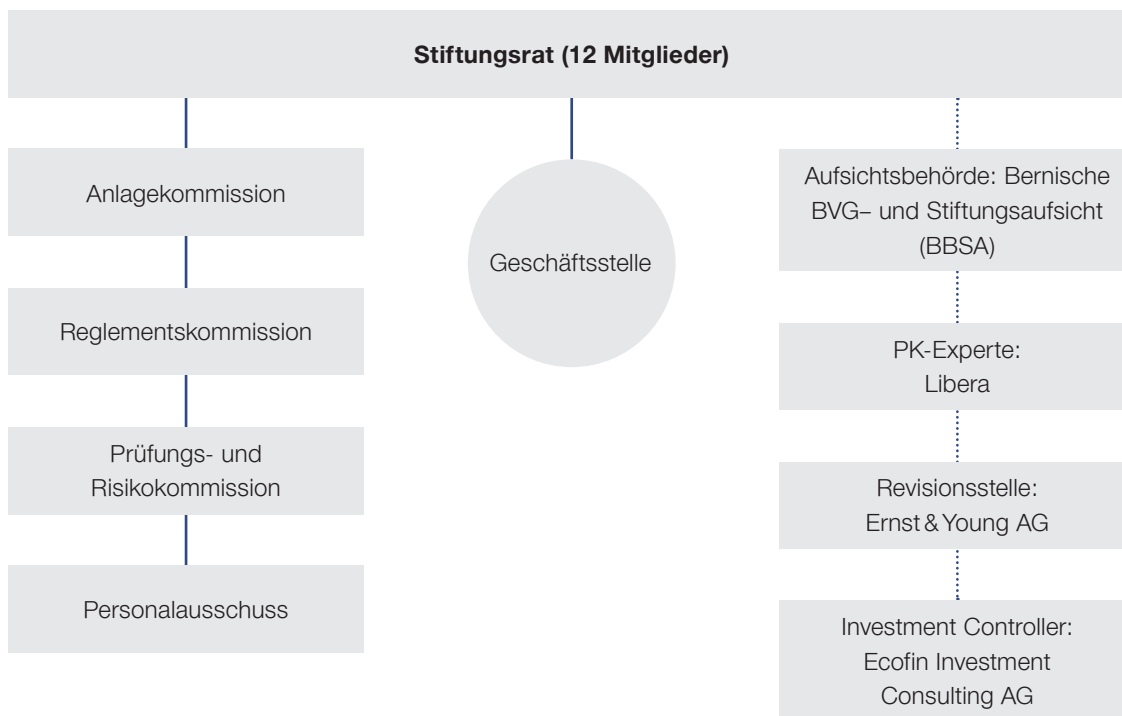 Stiftungsrat (12 Mitglieder)
Anlagekommission
Reglementskommission
Prüfungs- und
Risikokommission
Personalausschuss
Geschäftsstelle
Aufsichtsbehörde: Bernische
BVG– und Stiftungsaufsicht
(BBSA)
PK-Experte:
Libera
Revisionsstelle:
Ernst & Young AG
Investment Controller:
Ecofin Investment
Consulting AG